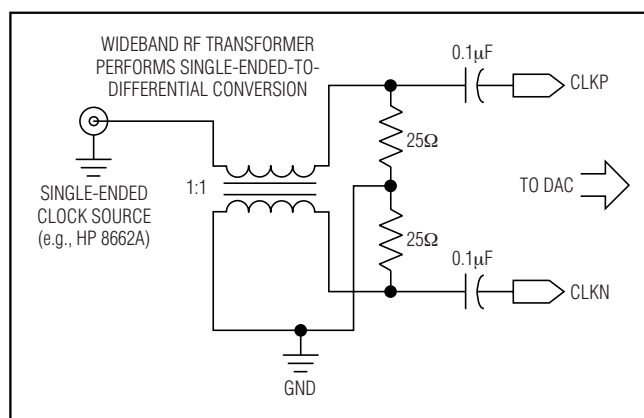 WIDEBAND RF TRANSFORMER
PERFORMS SINGLE-ENDED-TO-
DIFFERENTIAL CONVERSION
0.1μF
CLKP
25Ω
SINGLE-ENDED
CLOCK SOURCE
(e.g., HP 8662A)
1:1
TO DAC
25Ω
0.1μF
CLKN
GND